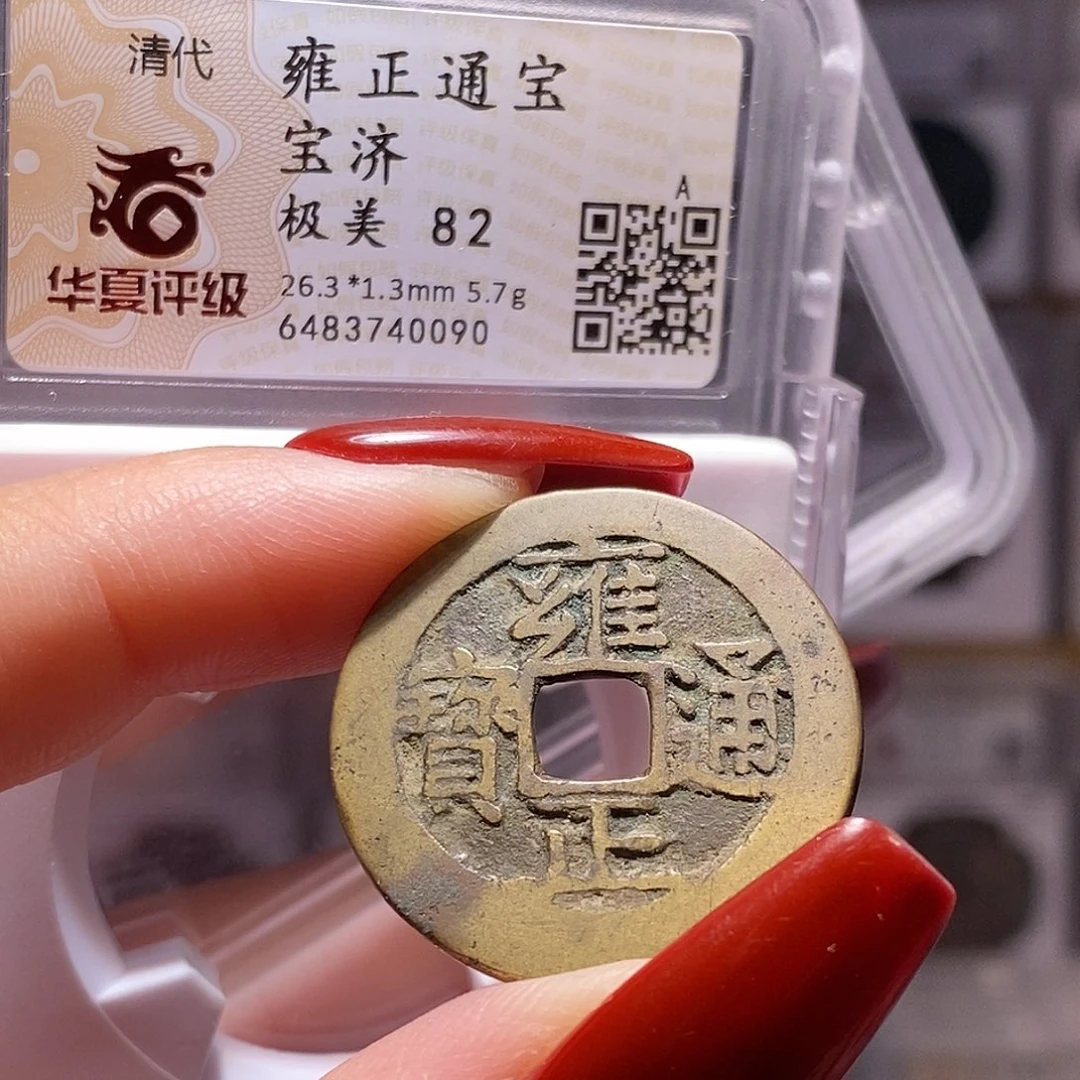 清代
雍正通宝
宝济
极美 82
26.3*1.3mm 5.7g
6483740090
A
华夏评级
雍正通寶